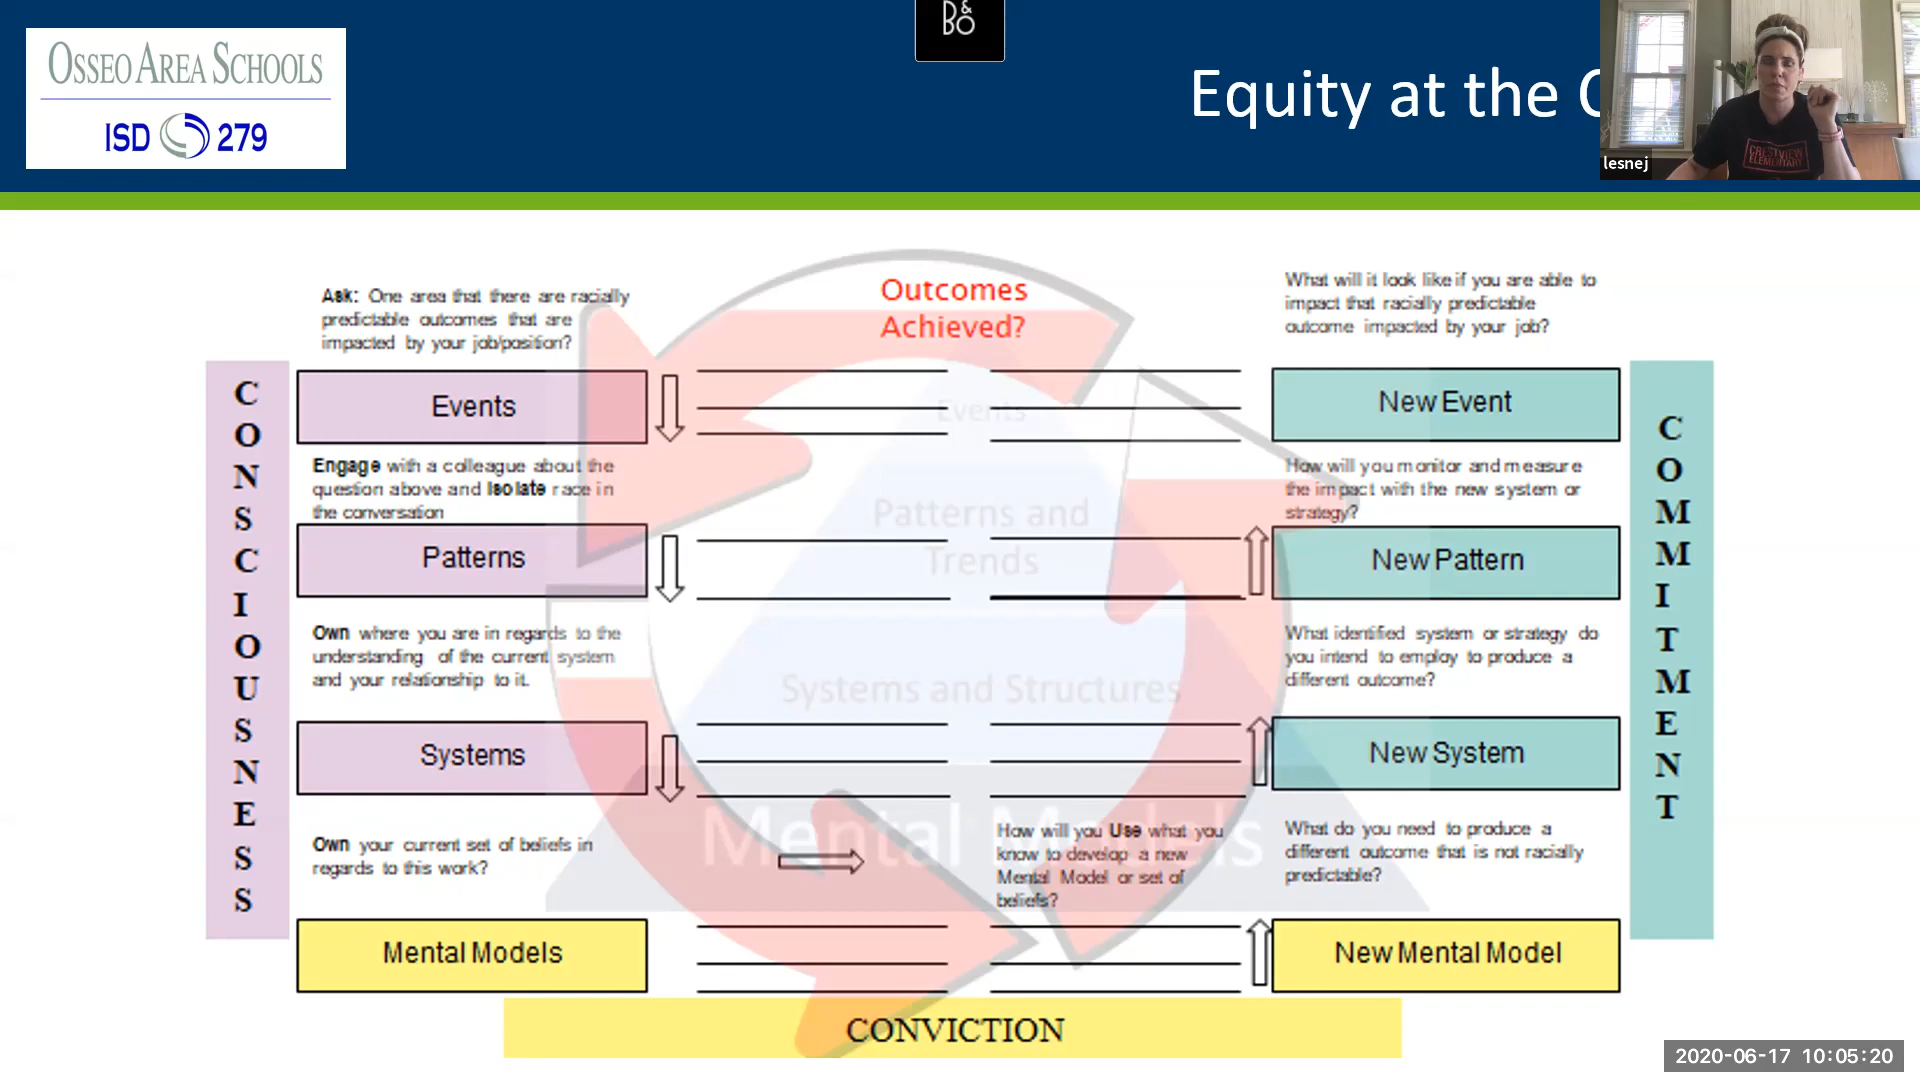 OSSEO AREA SCHOOLS
ISD 279
B&O
Equity at the
CRESTVIEW
ELEMENTARY
lesnej
Outcomes
Achieved?
Ask: One area that there are racially
predictable outcomes that are
impacted by your job/position?
What will it look like if you are able to
impact that racially predictable
outcome impacted by your job?
CONSCIOUSNESS
COMMITMENT
Events
Events
New Event
Engage with a colleague about the
question above and Isolate race in
the conversation
How will you monitor and measure
the impact with the new system or
strategy?
Patterns and
Trends
Patterns
New Pattern
Own where you are in regards to the
understanding of the current system
and your relationship to it.
What identified system or strategy do
you intend to employ to produce a
different outcome?
Systems and Structures
Systems
New System
Mental Models
Own your current set of beliefs in
regards to this work?
How will you Use what you
know to develop a new
Mental Model or set of
beliefs?
What do you need to produce a
different outcome that is not racially
predictable?
Mental Models
New Mental Model
CONVICTION
2020-06-17 10:05:20